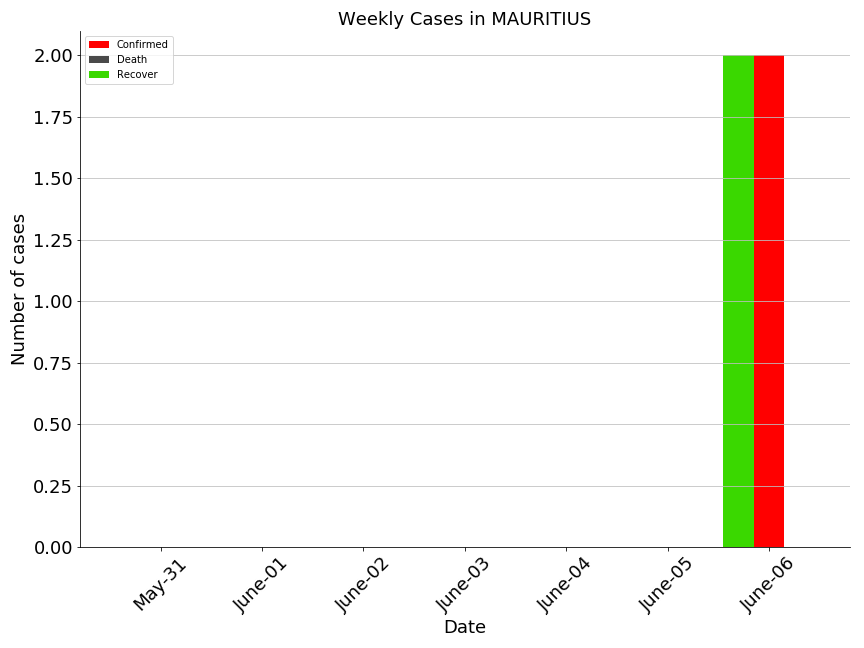 Weekly Cases in MAURITIUS
Confirmed
Death
Recover
2.00
1.75
1.50
1.25
1.00
0.75
0.50
0.25
0.00
Number of cases
May-31
June-01
June-02
June-03
June-04
June-05
June-06
Date